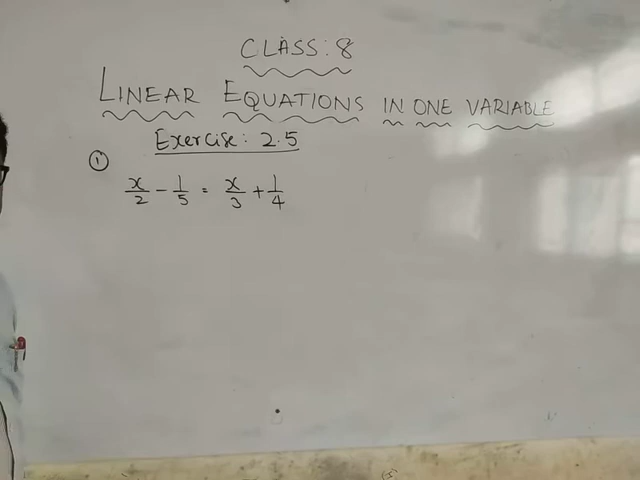 CLASS: 8
LINEAR EQUATIONS IN ONE VARIABLE
Exercise: 2.5
①
x/2 - 1/5 = x/3 + 1/4